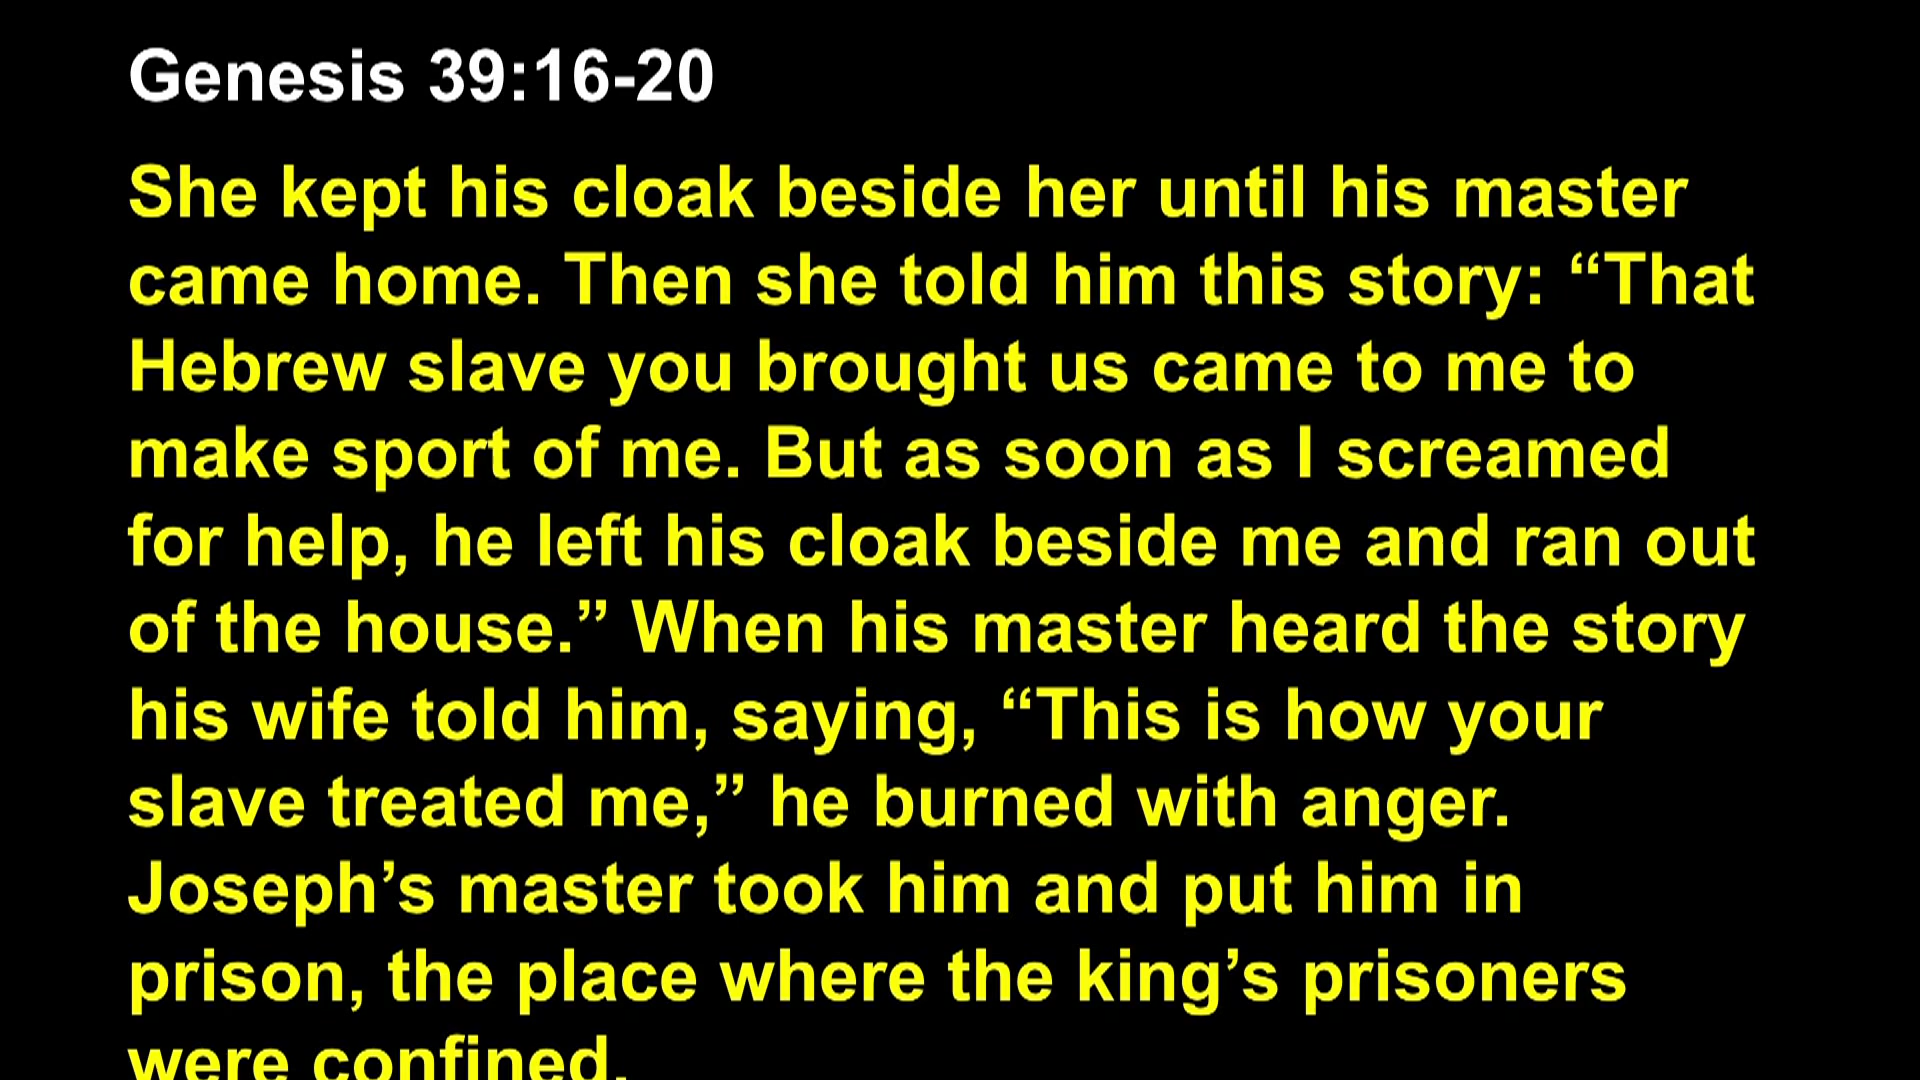 Genesis 39:16-20
She kept his cloak beside her until his master
came home. Then she told him this story: “That
Hebrew slave you brought us came to me to
make sport of me. But as soon as I screamed
for help, he left his cloak beside me and ran out
of the house.” When his master heard the story
his wife told him, saying, “This is how your
slave treated me,” he burned with anger.
Joseph’s master took him and put him in
prison, the place where the king’s prisoners
were confined.